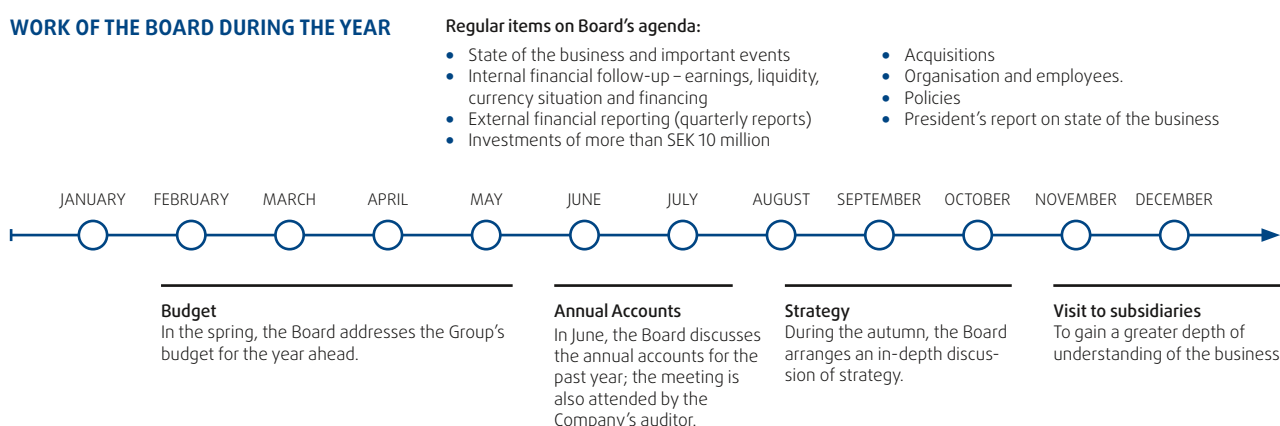 WORK OF THE BOARD DURING THE YEAR
Regular items on Board's agenda:
• State of the business and important events
• Internal financial follow-up – earnings, liquidity,
currency situation and financing
• External financial reporting (quarterly reports)
• Investments of more than SEK 10 million
• Acquisitions
• Organisation and employees.
• Policies
• President's report on state of the business
JANUARY FEBRUARY MARCH APRIL MAY JUNE JULY AUGUST SEPTEMBER OCTOBER NOVEMBER DECEMBER
Budget
In the spring, the Board addresses the Group's
budget for the year ahead.
Annual Accounts
In June, the Board discusses
the annual accounts for the
past year; the meeting is
also attended by the
Company's auditor.
Strategy
During the autumn, the Board
arranges an in-depth discus-
sion of strategy.
Visit to subsidiaries
To gain a greater depth of
understanding of the business